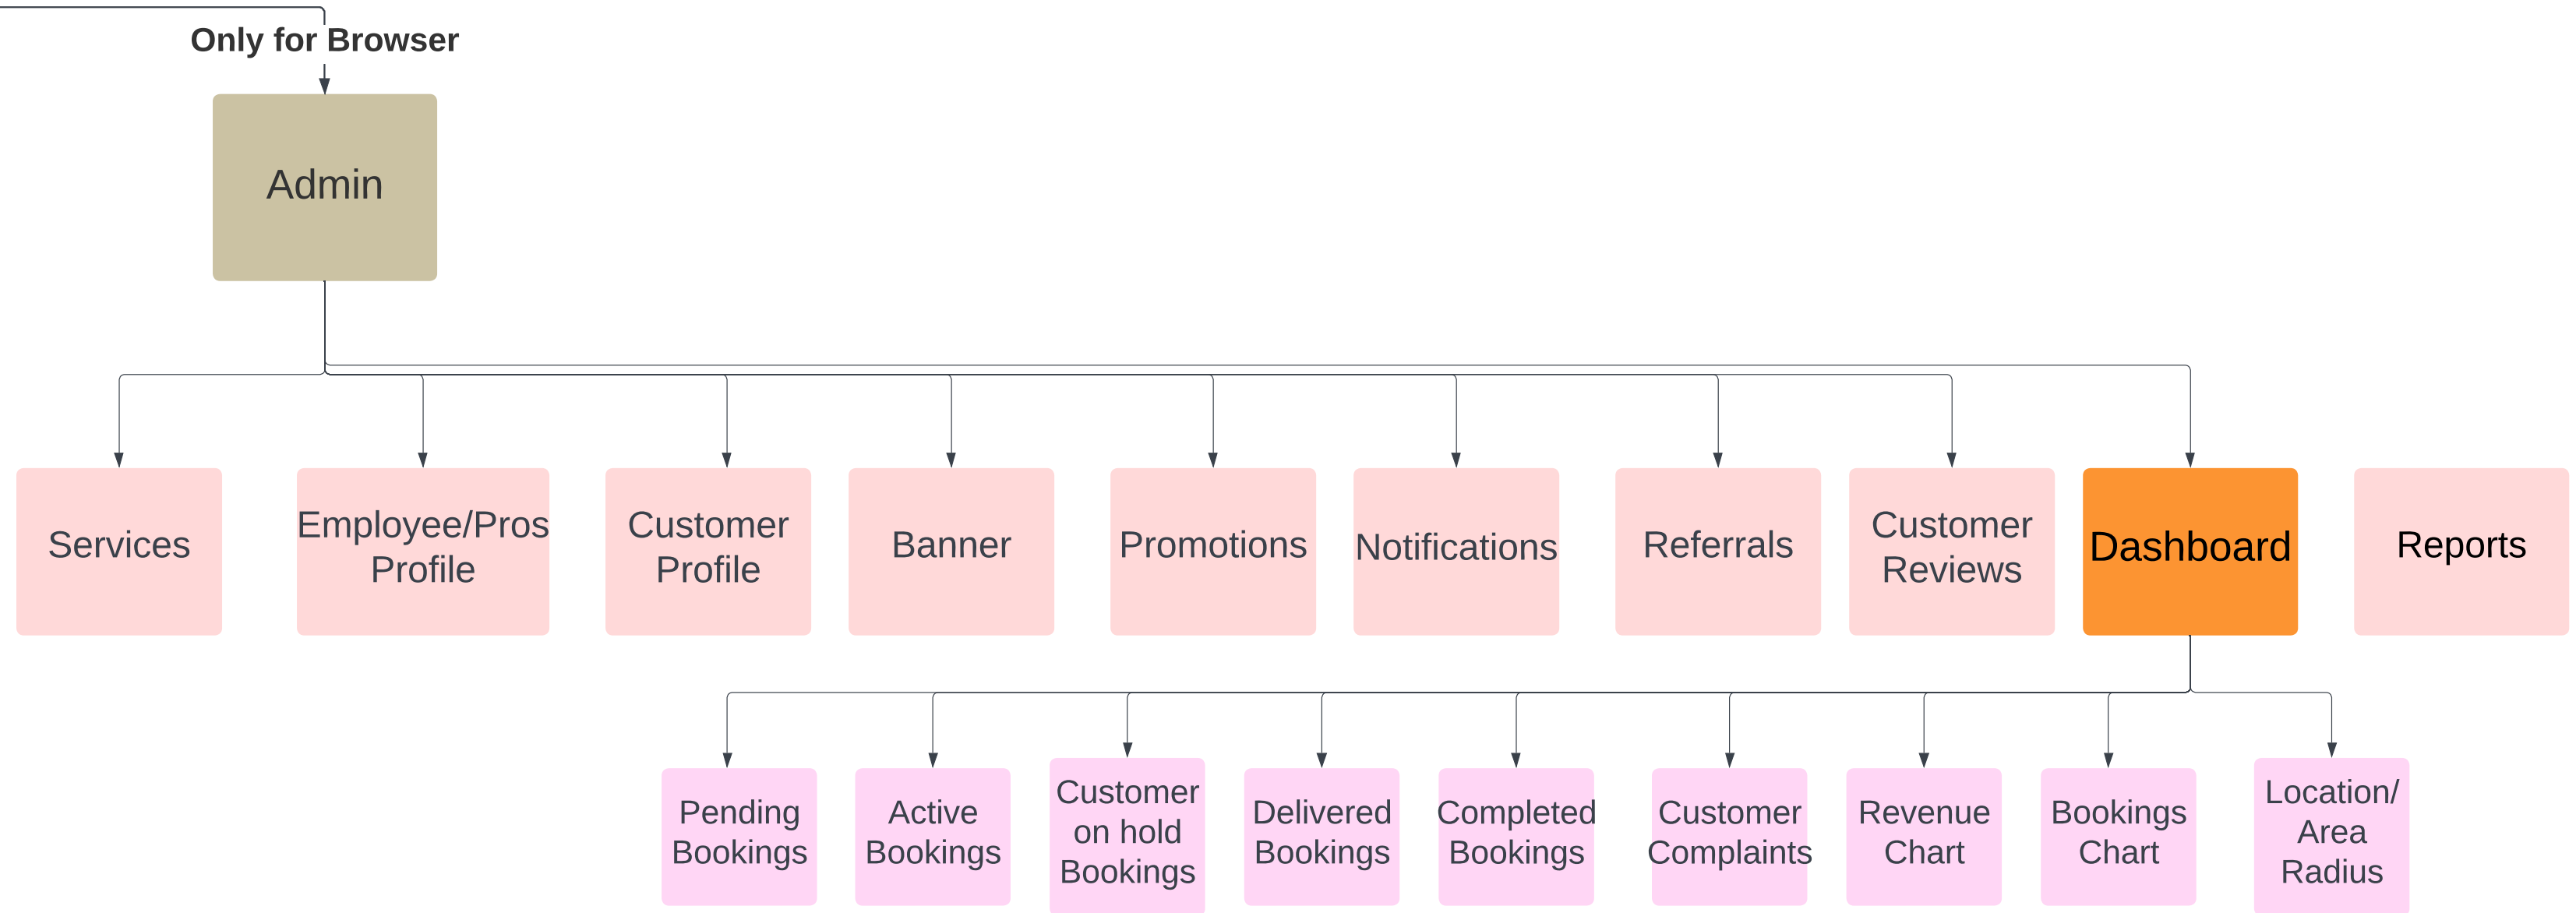 Only for Browser
Admin
Services
Employee/Pros
Profile
Customer
Profile
Banner
Promotions
Notifications
Referrals
Customer
Reviews
Dashboard
Reports
Pending
Bookings
Active
Bookings
Customer
on hold
Bookings
Delivered
Bookings
Completed
Bookings
Customer
Complaints
Revenue
Chart
Bookings
Chart
Location/
Area
Radius